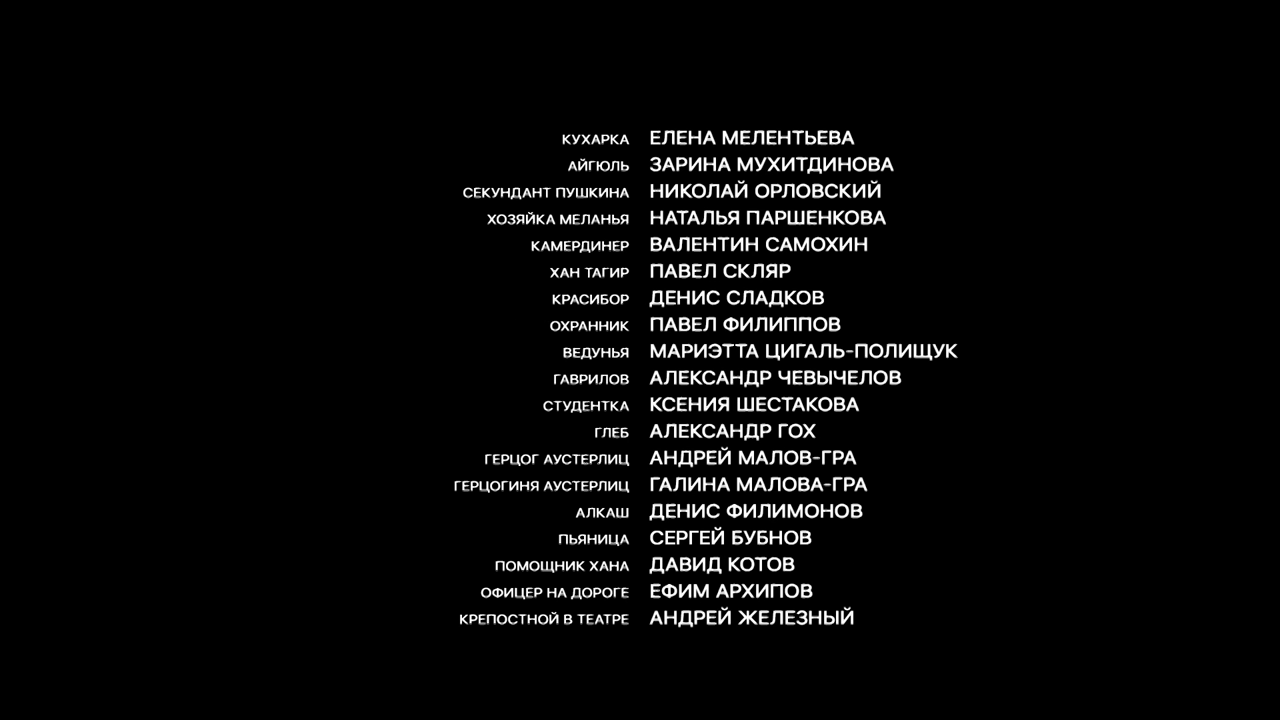 КУХАРКА ЕЛЕНА МЕЛЕНТЬЕВА
АЙГЮЛЬ ЗАРИНА МУХИТДИНОВА
СЕКУНДАНТ ПУШКИНА НИКОЛАЙ ОРЛОВСКИЙ
ХОЗЯЙКА МЕЛАНЬЯ НАТАЛЬЯ ПАРШЕНКОВА
КАМЕРДИНЕР ВАЛЕНТИН САМОХИН
ХАН ТАГИР ПАВЕЛ СКЛЯР
КРАСИБОР ДЕНИС СЛАДКОВ
ОХРАННИК ПАВЕЛ ФИЛИППОВ
ВЕДУНЬЯ МАРИЭТТА ЦИГАЛЬ-ПОЛИЩУК
ГАВРИЛОВ АЛЕКСАНДР ЧЕВЫЧЕЛОВ
СТУДЕНТКА КСЕНИЯ ШЕСТАКОВА
ГЛЕБ АЛЕКСАНДР ГОХ
ГЕРЦОГ АУСТЕРЛИЦ АНДРЕЙ МАЛОВ-ГРА
ГЕРЦОГИНЯ АУСТЕРЛИЦ ГАЛИНА МАЛОВА-ГРА
АЛКАШ ДЕНИС ФИЛИМОНОВ
ПЬЯНИЦА СЕРГЕЙ БУБНОВ
ПОМОЩНИК ХАНА ДАВИД КОТОВ
ОФИЦЕР НА ДОРОГЕ ЕФИМ АРХИПОВ
КРЕПОСТНОЙ В ТЕАТРЕ АНДРЕЙ ЖЕЛЕЗНЫЙ